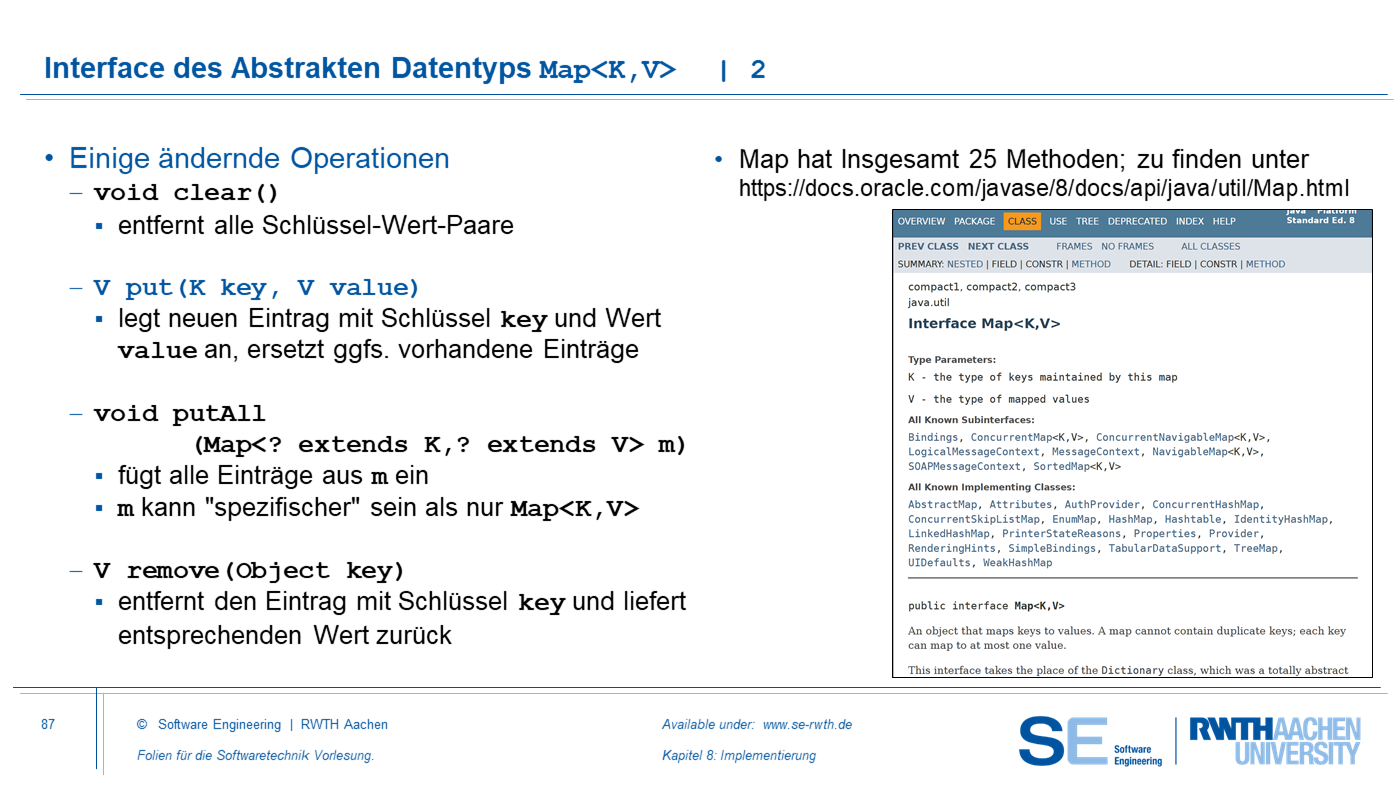 Interface des Abstrakten Datentyps Map<K,V> | 2
• Einige ändernde Operationen
– void clear()
▪ entfernt alle Schlüssel-Wert-Paare
– V put(K key, V value)
▪ legt neuen Eintrag mit Schlüssel key und Wert
value an, ersetzt ggfs. vorhandene Einträge
– void putAll
(Map<? extends K,? extends V> m)
▪ fügt alle Einträge aus m ein
▪ m kann "spezifischer" sein als nur Map<K,V>
– V remove(Object key)
▪ entfernt den Eintrag mit Schlüssel key und liefert
entsprechenden Wert zurück
• Map hat Insgesamt 25 Methoden; zu finden unter
https://docs.oracle.com/javase/8/docs/api/java/util/Map.html
OVERVIEW PACKAGE CLASS USE TREE DEPRECATED INDEX HELP
Java Platform
Standard Ed. 8
PREV CLASS NEXT CLASS FRAMES NO FRAMES ALL CLASSES
SUMMARY: NESTED | FIELD | CONSTR | METHOD DETAIL: FIELD | CONSTR | METHOD
compact1, compact2, compact3
java.util
Interface Map<K,V>
Type Parameters:
K - the type of keys maintained by this map
V - the type of mapped values
All Known Subinterfaces:
Bindings, ConcurrentMap<K,V>, ConcurrentNavigableMap<K,V>,
LogicalMessageContext, MessageContext, NavigableMap<K,V>,
SOAPMessageContext, SortedMap<K,V>
All Known Implementing Classes:
AbstractMap, Attributes, AuthProvider, ConcurrentHashMap,
ConcurrentSkipListMap, EnumMap, HashMap, Hashtable, IdentityHashMap,
LinkedHashMap, PrinterStateReasons, Properties, Provider,
RenderingHints, SimpleBindings, TabularDataSupport, TreeMap,
UIDefaults, WeakHashMap
public interface Map<K,V>
An object that maps keys to values. A map cannot contain duplicate keys; each key
can map to at most one value.
This interface takes the place of the Dictionary class, which was a totally abstract
87
© Software Engineering | RWTH Aachen
Folien für die Softwaretechnik Vorlesung.
Available under: www.se-rwth.de
Kapitel 8: Implementierung
SE Software
Engineering
RWTHAACHEN
UNIVERSITY